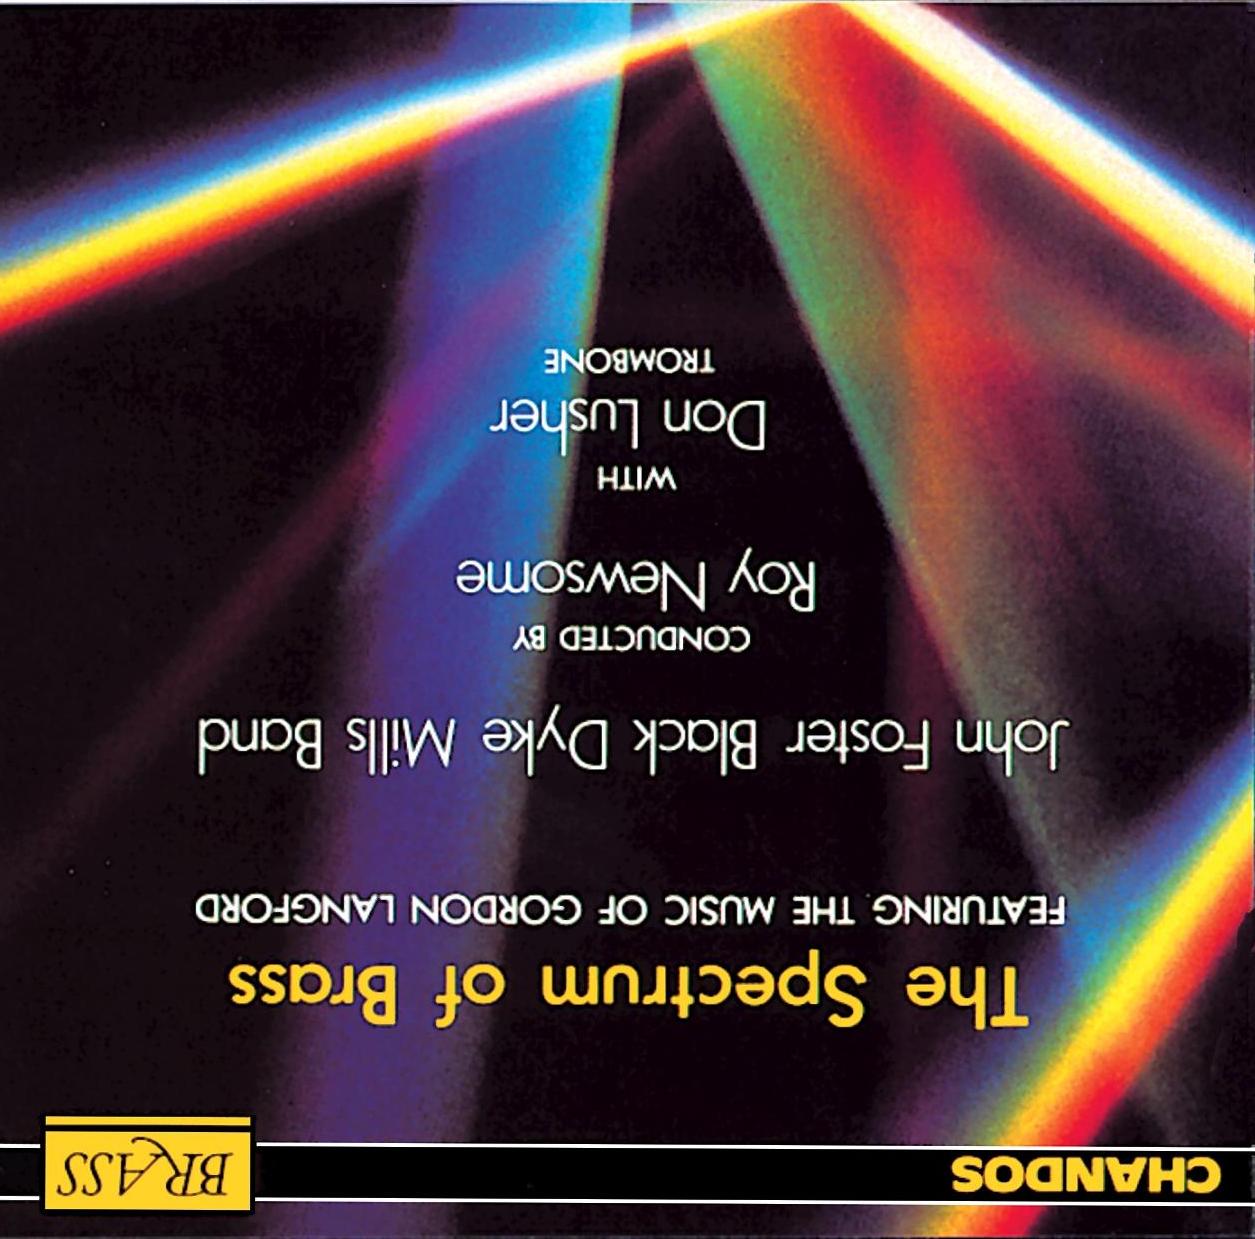 CHANDOS
BRASS
The Spectrum of Brass
FEATURING THE MUSIC OF GORDON LANGFORD
John Foster Black Dyke Mills Band
CONDUCTED BY
Roy Newsome
WITH
Don Lusher
TROMBONE